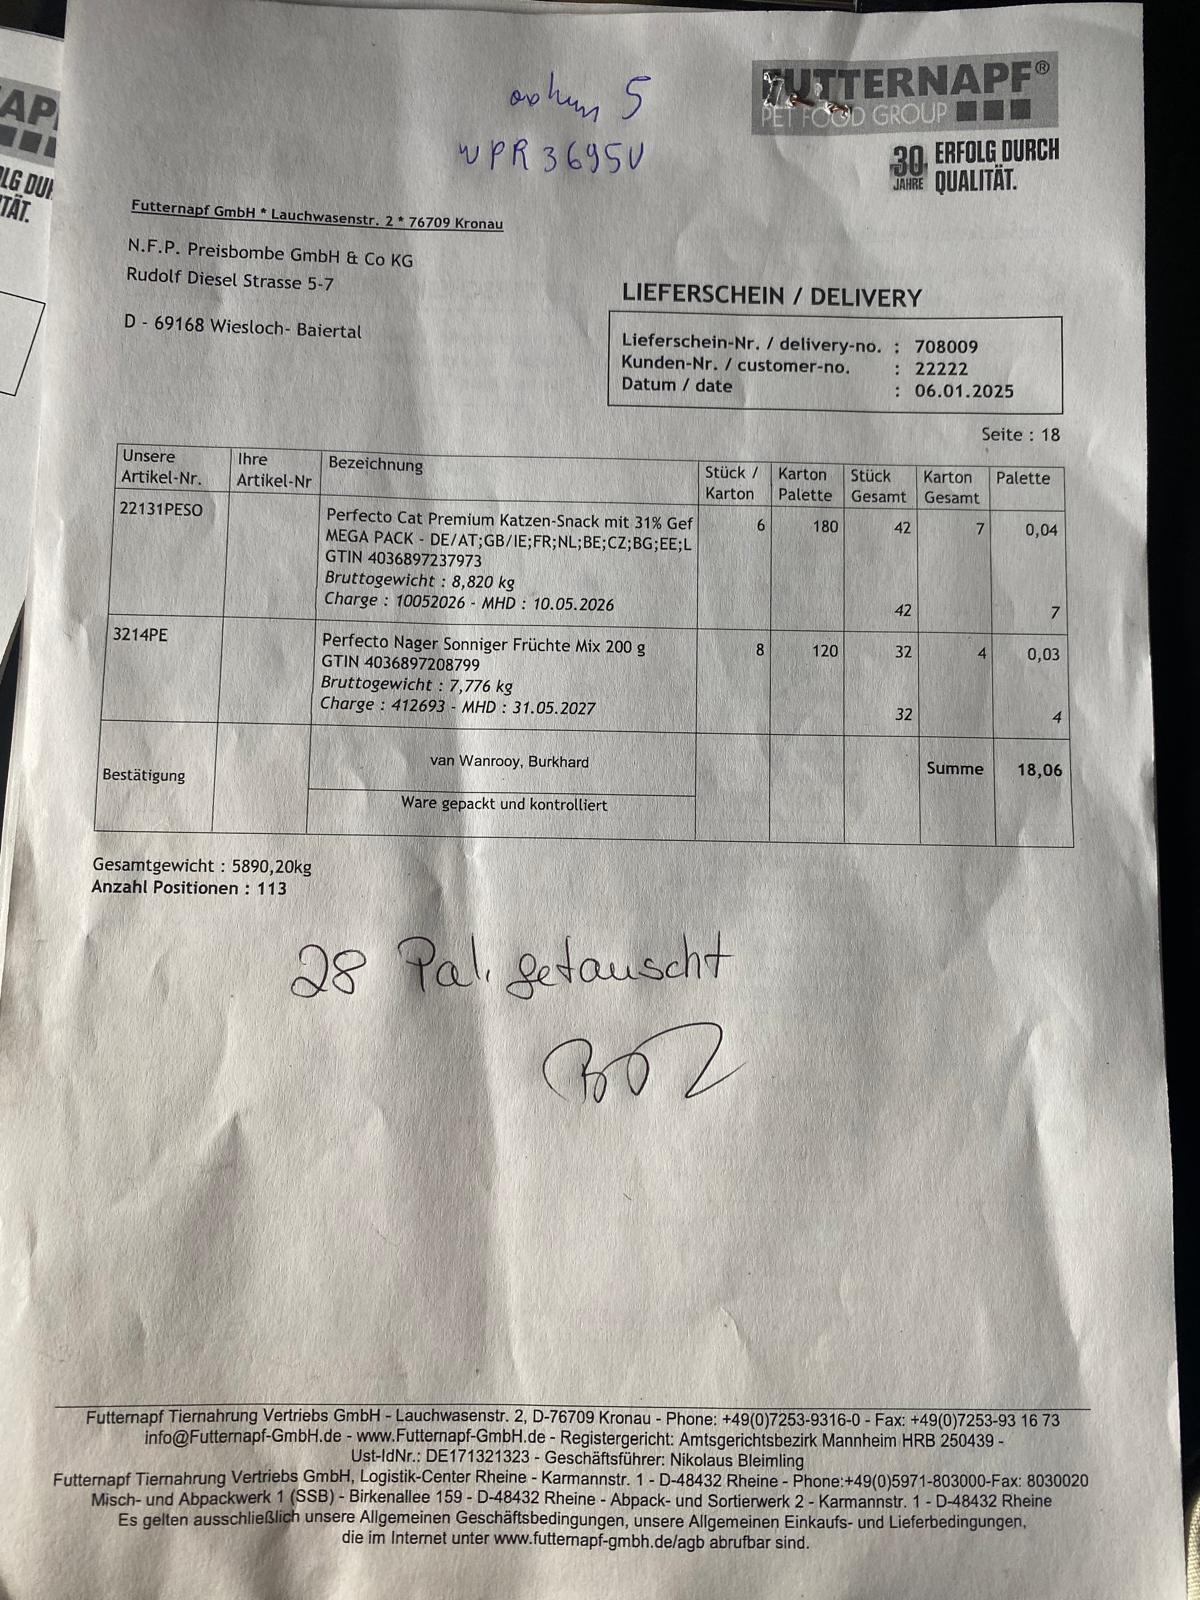 5
WPR3695U
FUTTERNAPF®
PET FOOD GROUP
30 JAHRE ERFOLG DURCH QUALITÄT.
Futternapf GmbH * Lauchwasenstr. 2 * 76709 Kronau
N.F.P. Preisbombe GmbH & Co KG
Rudolf Diesel Strasse 5-7
D - 69168 Wiesloch- Baiertal
LIEFERSCHEIN / DELIVERY
Lieferschein-Nr. / delivery-no. : 708009
Kunden-Nr. / customer-no. : 22222
Datum / date : 06.01.2025
Seite : 18
Unsere Artikel-Nr. Ihre Artikel-Nr Bezeichnung Stück / Karton Karton Palette Stück Gesamt Karton Gesamt Palette
22131PESO Perfecto Cat Premium Katzen-Snack mit 31% Gef 6 180 42 7 0,04
MEGA PACK - DE/AT;GB/IE;FR;NL;BE;CZ;BG;EE;L
GTIN 4036897237973
Bruttogewicht : 8,820 kg
Charge : 10052026 - MHD : 10.05.2026 42 7
3214PE Perfecto Nager Sonniger Früchte Mix 200 g 8 120 32 4 0,03
GTIN 4036897208799
Bruttogewicht : 7,776 kg
Charge : 412693 - MHD : 31.05.2027 32 4
Bestätigung van Wanrooy, Burkhard Summe 18,06
Ware gepackt und kontrolliert
Gesamtgewicht : 5890,20kg
Anzahl Positionen : 113
28 Pal. getauscht
Futternapf Tiernahrung Vertriebs GmbH - Lauchwasenstr. 2, D-76709 Kronau - Phone: +49(0)7253-9316-0 - Fax: +49(0)7253-93 16 73
info@Futternapf-GmbH.de - www.Futternapf-GmbH.de - Registergericht: Amtsgerichtsbezirk Mannheim HRB 250439 -
Ust-IdNr.: DE171321323 - Geschäftsführer: Nikolaus Bleimling
Futternapf Tiernahrung Vertriebs GmbH, Logistik-Center Rheine - Karmannstr. 1 - D-48432 Rheine - Phone:+49(0)5971-803000-Fax: 8030020
Misch- und Abpackwerk 1 (SSB) - Birkenallee 159 - D-48432 Rheine - Abpack- und Sortierwerk 2 - Karmannstr. 1 - D-48432 Rheine
Es gelten ausschließlich unsere Allgemeinen Geschäftsbedingungen, unsere Allgemeinen Einkaufs- und Lieferbedingungen,
die im Internet unter www.futternapf-gmbh.de/agb abrufbar sind.